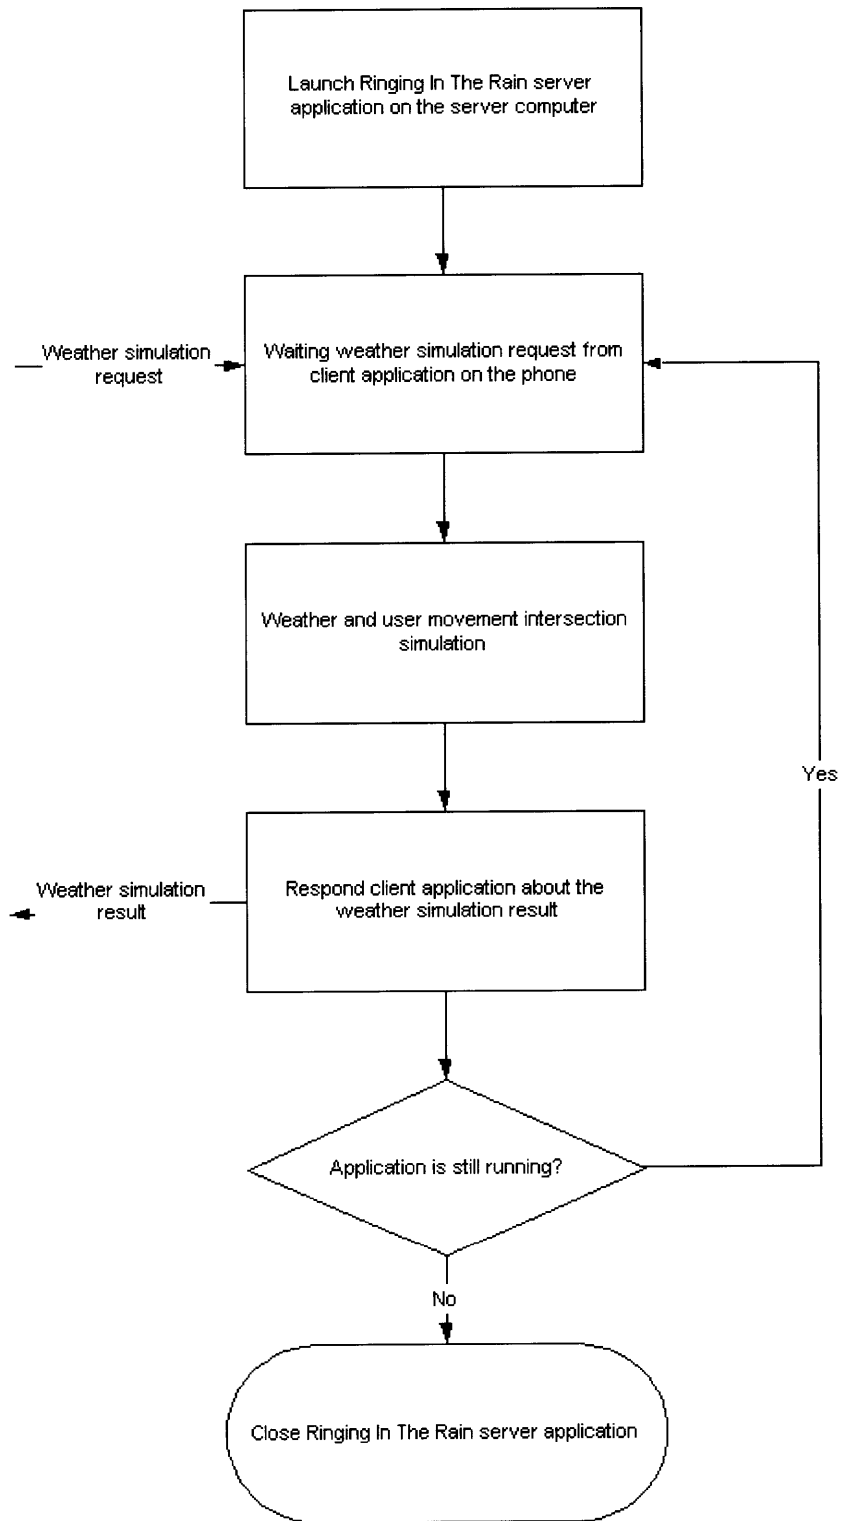 Launch Ringing In The Rain server
application on the server computer
Weather simulation
request
Waiting weather simulation request from
client application on the phone
Weather and user movement intersection
simulation
Yes
Weather simulation
result
Respond client application about the
weather simulation result
Application is still running?
No
Close Ringing In The Rain server application